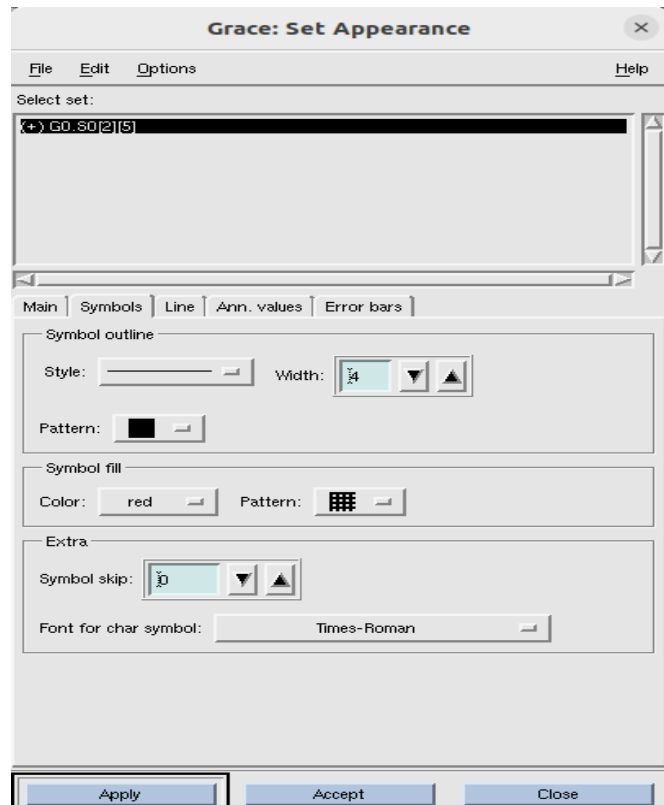 Grace: Set Appearance
File Edit Options Help
Select set:
(+) G0.S0[2][5]
Main Symbols Line Ann. values Error bars
Symbol outline
Style: Width: 4
Pattern:
Symbol fill
Color: red Pattern:
Extra
Symbol skip: 0
Font for char symbol: Times-Roman
Apply Accept Close